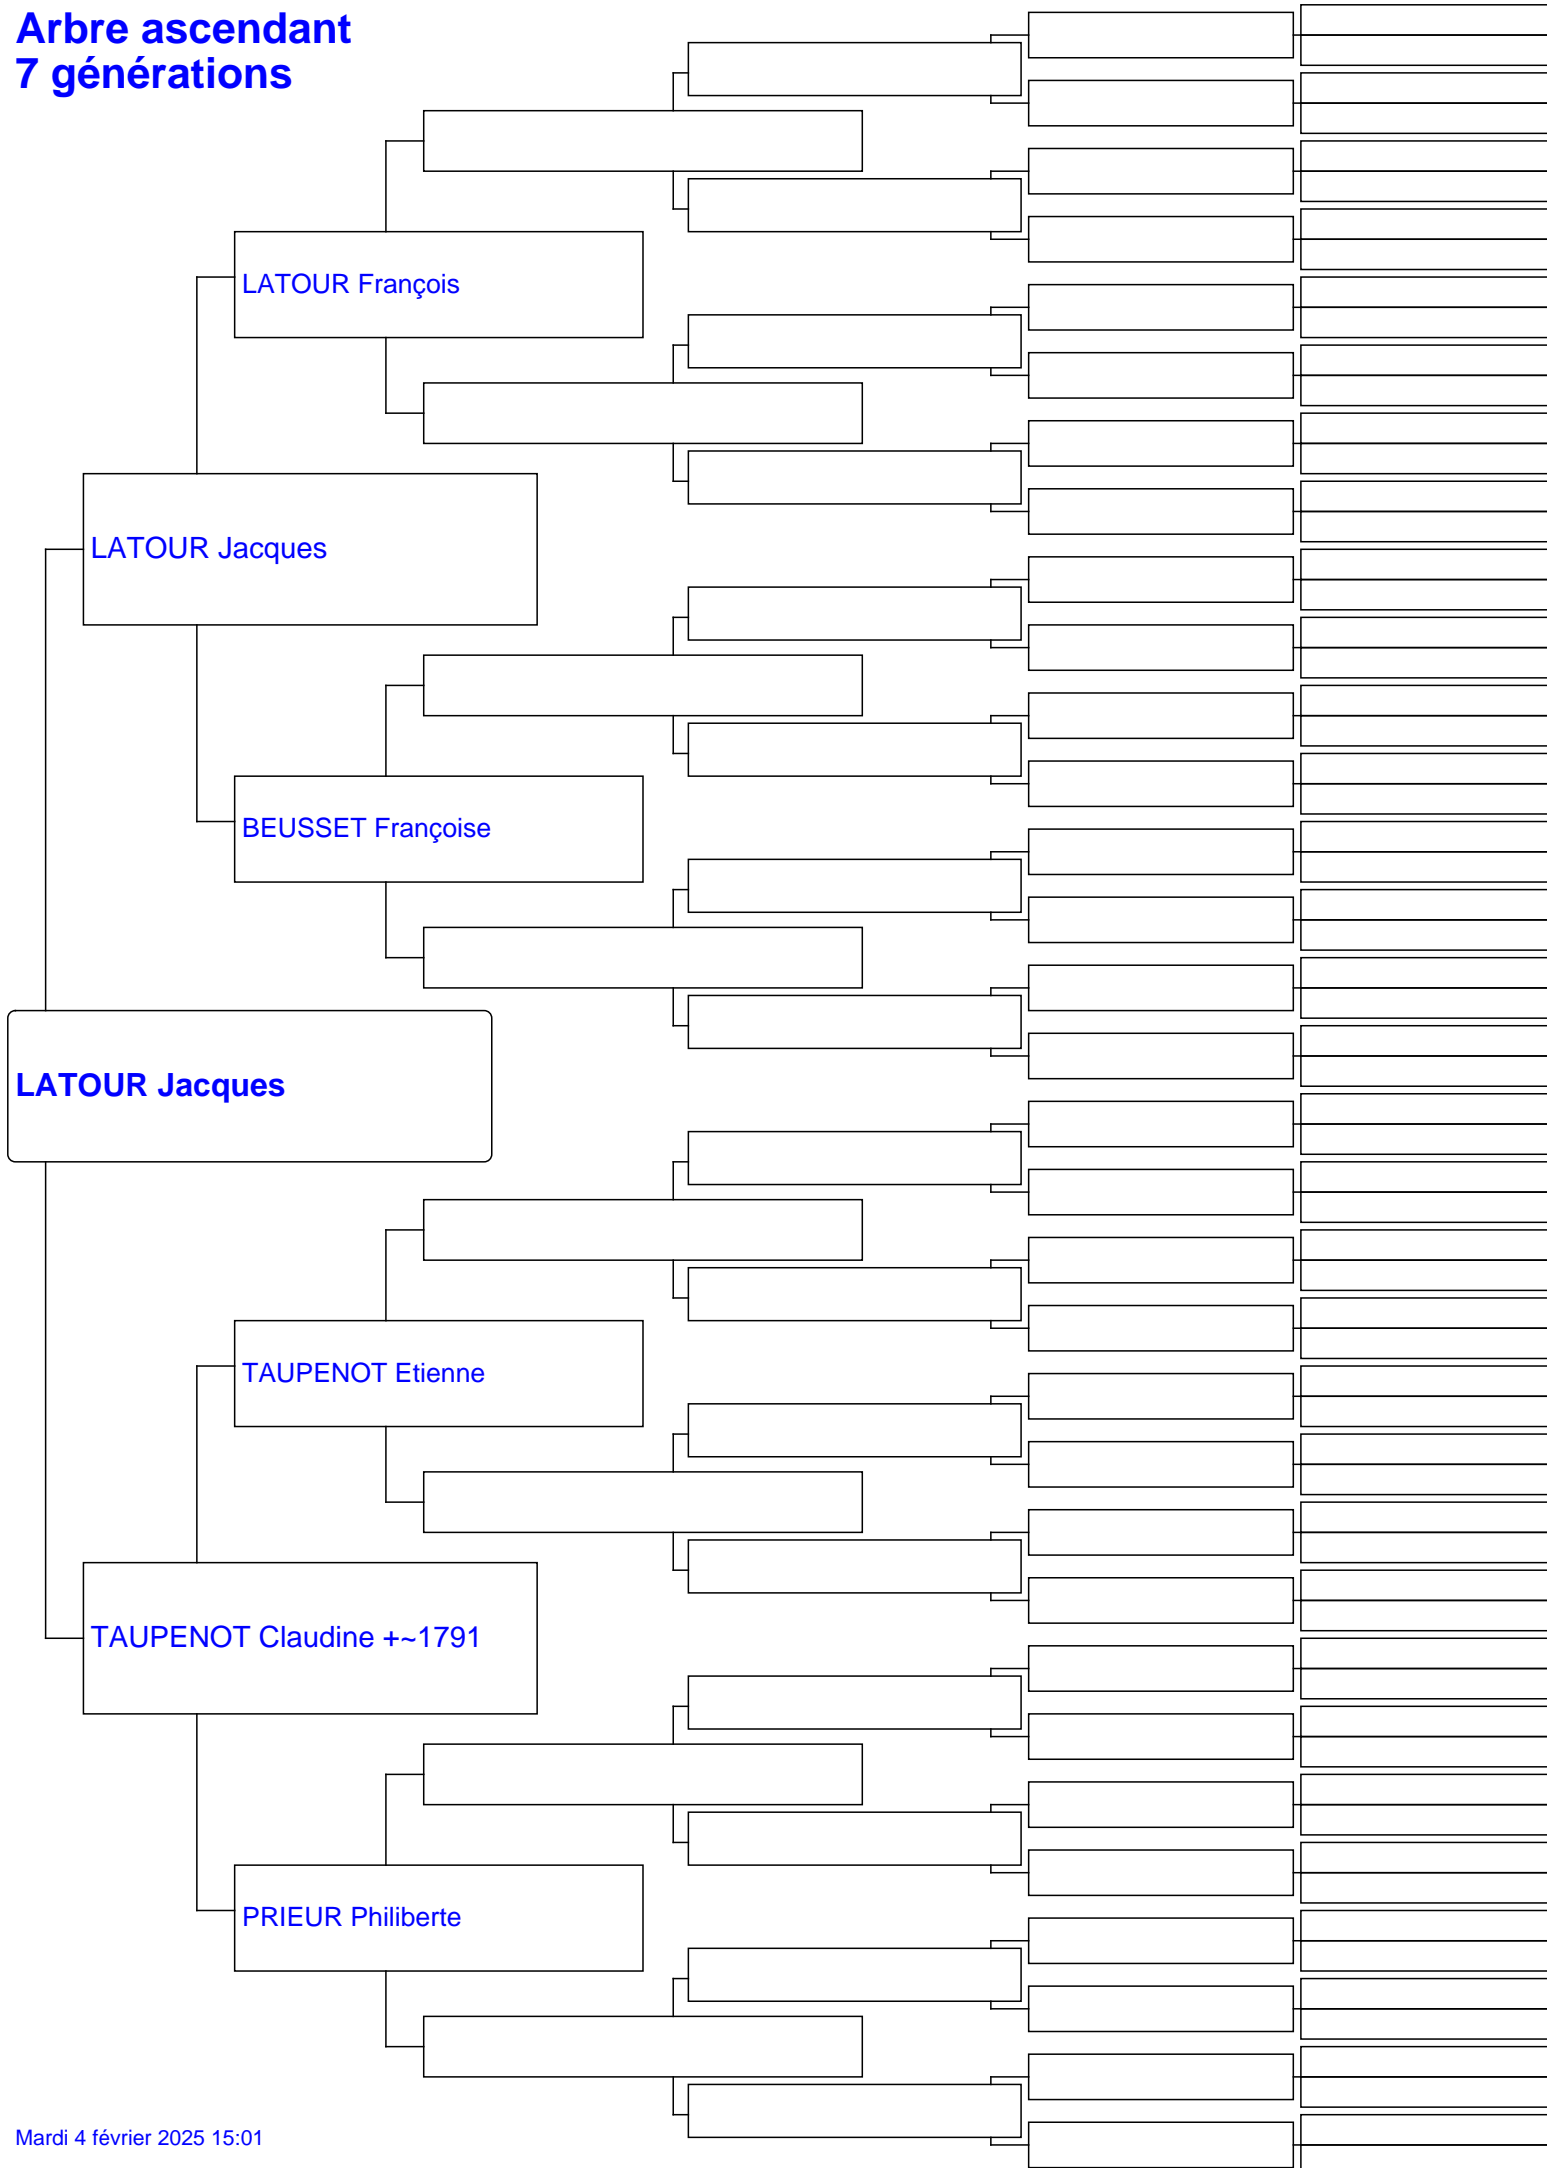 Arbre ascendant
7 générations
LATOUR François
LATOUR Jacques
BEUSSET Françoise
LATOUR Jacques
TAUPENOT Etienne
TAUPENOT Claudine +~1791
PRIEUR Philiberte
Mardi 4 février 2025 15:01